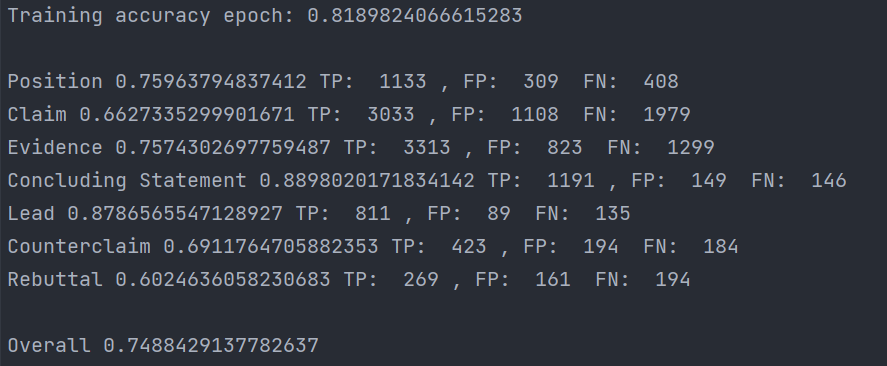 Training accuracy epoch: 0.8189824066615283
Position 0.75963794837412 TP:  1133 , FP:  309  FN:  408
Claim 0.6627335299901671 TP:  3033 , FP:  1108  FN:  1979
Evidence 0.7574302697759487 TP:  3313 , FP:  823  FN:  1299
Concluding Statement 0.8898020171834142 TP:  1191 , FP:  149  FN:  146
Lead 0.8786565547128927 TP:  811 , FP:  89  FN:  135
Counterclaim 0.6911764705882353 TP:  423 , FP:  194  FN:  184
Rebuttal 0.6024636058230683 TP:  269 , FP:  161  FN:  194
Overall 0.7488429137782637